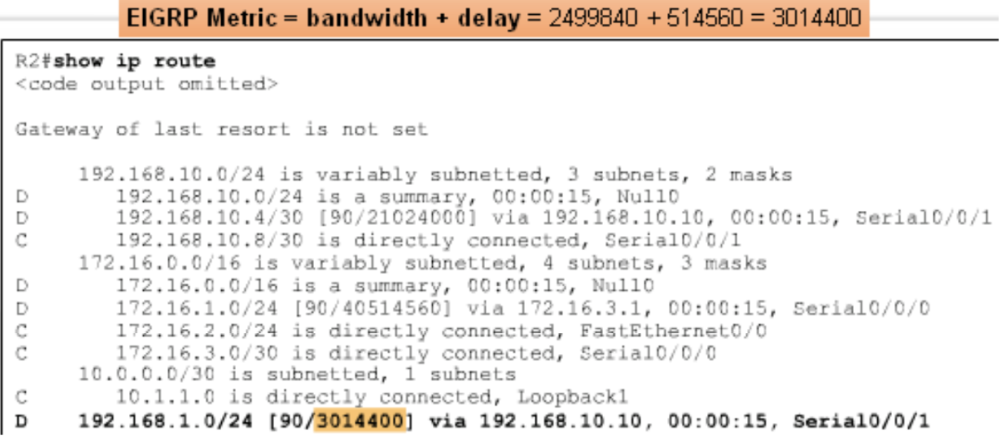 EIGRP Metric = bandwidth + delay = 2499840 + 514560 = 3014400
R2#show ip route
<code output omitted>
Gateway of last resort is not set
192.168.10.0/24 is variably subnetted, 3 subnets, 2 masks
D 192.168.10.0/24 is a summary, 00:00:15, Null0
D 192.168.10.4/30 [90/21024000] via 192.168.10.10, 00:00:15, Serial0/0/1
C 192.168.10.8/30 is directly connected, Serial0/0/1
172.16.0.0/16 is variably subnetted, 4 subnets, 3 masks
D 172.16.0.0/16 is a summary, 00:00:15, Null0
D 172.16.1.0/24 [90/40514560] via 172.16.3.1, 00:00:15, Serial0/0/0
C 172.16.2.0/24 is directly connected, FastEthernet0/0
C 172.16.3.0/30 is directly connected, Serial0/0/0
10.0.0.0/30 is subnetted, 1 subnets
C 10.1.1.0 is directly connected, Loopback1
D 192.168.1.0/24 [90/3014400] via 192.168.10.10, 00:00:15, Serial0/0/1